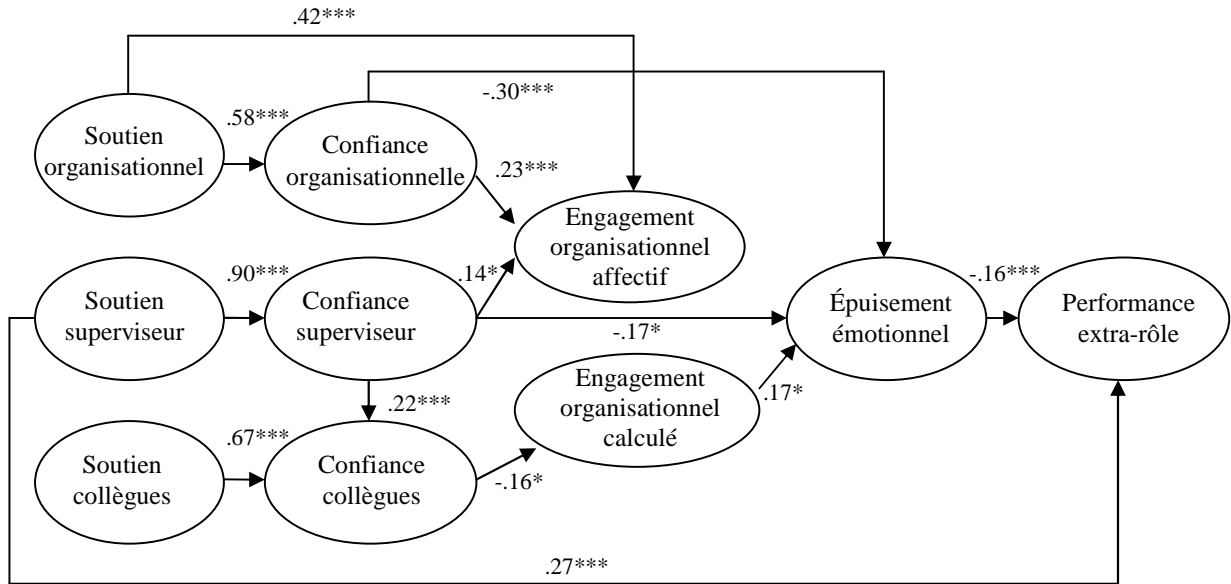 .42***
-.30***
.58***
Soutien
organisationnel
Confiance
organisationnelle
.23***
Engagement
organisationnel
affectif
.90***
.14*
Soutien
superviseur
Confiance
superviseur
-.17*
Épuisement
émotionnel
-.16***
Performance
extra-rôle
Engagement
organisationnel
calculé
.17*
.22***
.67***
Soutien
collègues
Confiance
collègues
-.16*
.27***